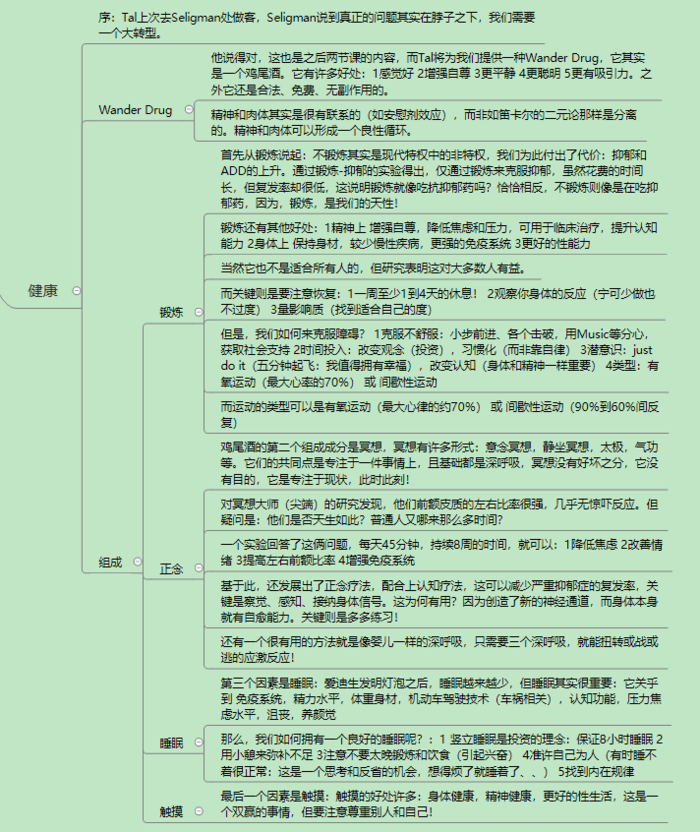 序：Tal上次去Seligman处做客，Seligman说到真正的问题其实在脖子之下，我们需要
一个大转型。
他说得对，这也是之后两节课的内容，而Tal将为我们提供一种Wander Drug，它其实
是一个鸡尾酒。它有许多好处：1感觉好 2增强自尊 3更平静 4更聪明 5更有吸引力。之
外它还是合法、免费、无副作用的。
Wander Drug
精神和肉体其实是很有联系的（如安慰剂效应），而非如笛卡尔的二元论那样是分离
的。精神和肉体可以形成一个良性循环。
首先从锻炼说起：不锻炼其实是现代特权中的非特权，我们为此付出了代价：抑郁和
ADD的上升。通过锻炼-抑郁的实验得出，仅通过锻炼来克服抑郁，虽然花费的时间
长，但复发率却很低，这说明锻炼就像吃抗抑郁药吗？恰恰相反，不锻炼则像是在吃抑
郁药，因为，锻炼，是我们的天性！
锻炼还有其他好处：1精神上 增强自尊，降低焦虑和压力，可用于临床治疗，提升认知
能力 2身体上 保持身材，较少慢性疾病，更强的免疫系统 3更好的性能力
当然它也不是适合所有人的，但研究表明这对大多数人有益。
健康
而关键则是要注意恢复：1一周至少1到4天的休息！ 2观察你身体的反应（宁可少做也
不过度） 3量影响质（找到适合自己的度）
锻炼
但是，我们如何来克服障碍？ 1克服不舒服：小步前进、各个击破，用Music等分心，
获取社会支持 2时间投入：改变观念（投资），习惯化（而非靠自律） 3潜意识：just
do it（五分钟起飞：我值得拥有幸福），改变认知（身体和精神一样重要） 4类型：有
氧运动（最大心率的70%） 或 间歇性运动
而运动的类型可以是有氧运动（最大心律的约70%） 或 间歇性运动（90%到60%间反
复）
鸡尾酒的第二个组成成分是冥想，冥想有许多形式：意念冥想，静坐冥想，太极，气功
等。它们的共同点是专注于一件事情上，且基础都是深呼吸，冥想没有好坏之分，它没
有目的，它是专注于现状，此时此刻！
对冥想大师（尖端）的研究发现，他们前额皮质的左右比率很强，几乎无惊吓反应。但
疑问是：他们是否天生如此？普通人又哪来那么多时间？
一个实验回答了这俩问题，每天45分钟，持续8周的时间，就可以：1降低焦虑 2改善情
绪 3提高左右前额比率 4增强免疫系统
组成
正念
基于此，还发展出了正念疗法，配合上认知疗法，这可以减少严重抑郁症的复发率，关
键是察觉、感知、接纳身体信号。这为何有用？因为创造了新的神经通道，而身体本身
就有自愈能力。关键则是多多练习！
还有一个很有用的方法就是像婴儿一样的深呼吸，只需要三个深呼吸，就能扭转或战或
逃的应激反应！
第三个因素是睡眠：爱迪生发明灯泡之后，睡眠越来越少，但睡眠其实很重要：它关乎
到 免疫系统，精力水平，体重身材，机动车驾驶技术（车祸相关），认知功能，压力焦
虑水平，沮丧，养颜觉
睡眠
那么，我们如何拥有一个良好的睡眠呢？：1 竖立睡眠是投资的理念：保证8小时睡眠 2
用小憩来弥补不足 3注意不要太晚锻炼和饮食（引起兴奋） 4准许自己为人（有时睡不
着很正常：这是一个思考和反省的机会，想得烦了就睡着了、、） 5找到内在规律
最后一个因素是触摸：触摸的好处许多：身体健康，精神健康，更好的性生活，这是一
个双赢的事情，但要注意尊重别人和自己！
触摸